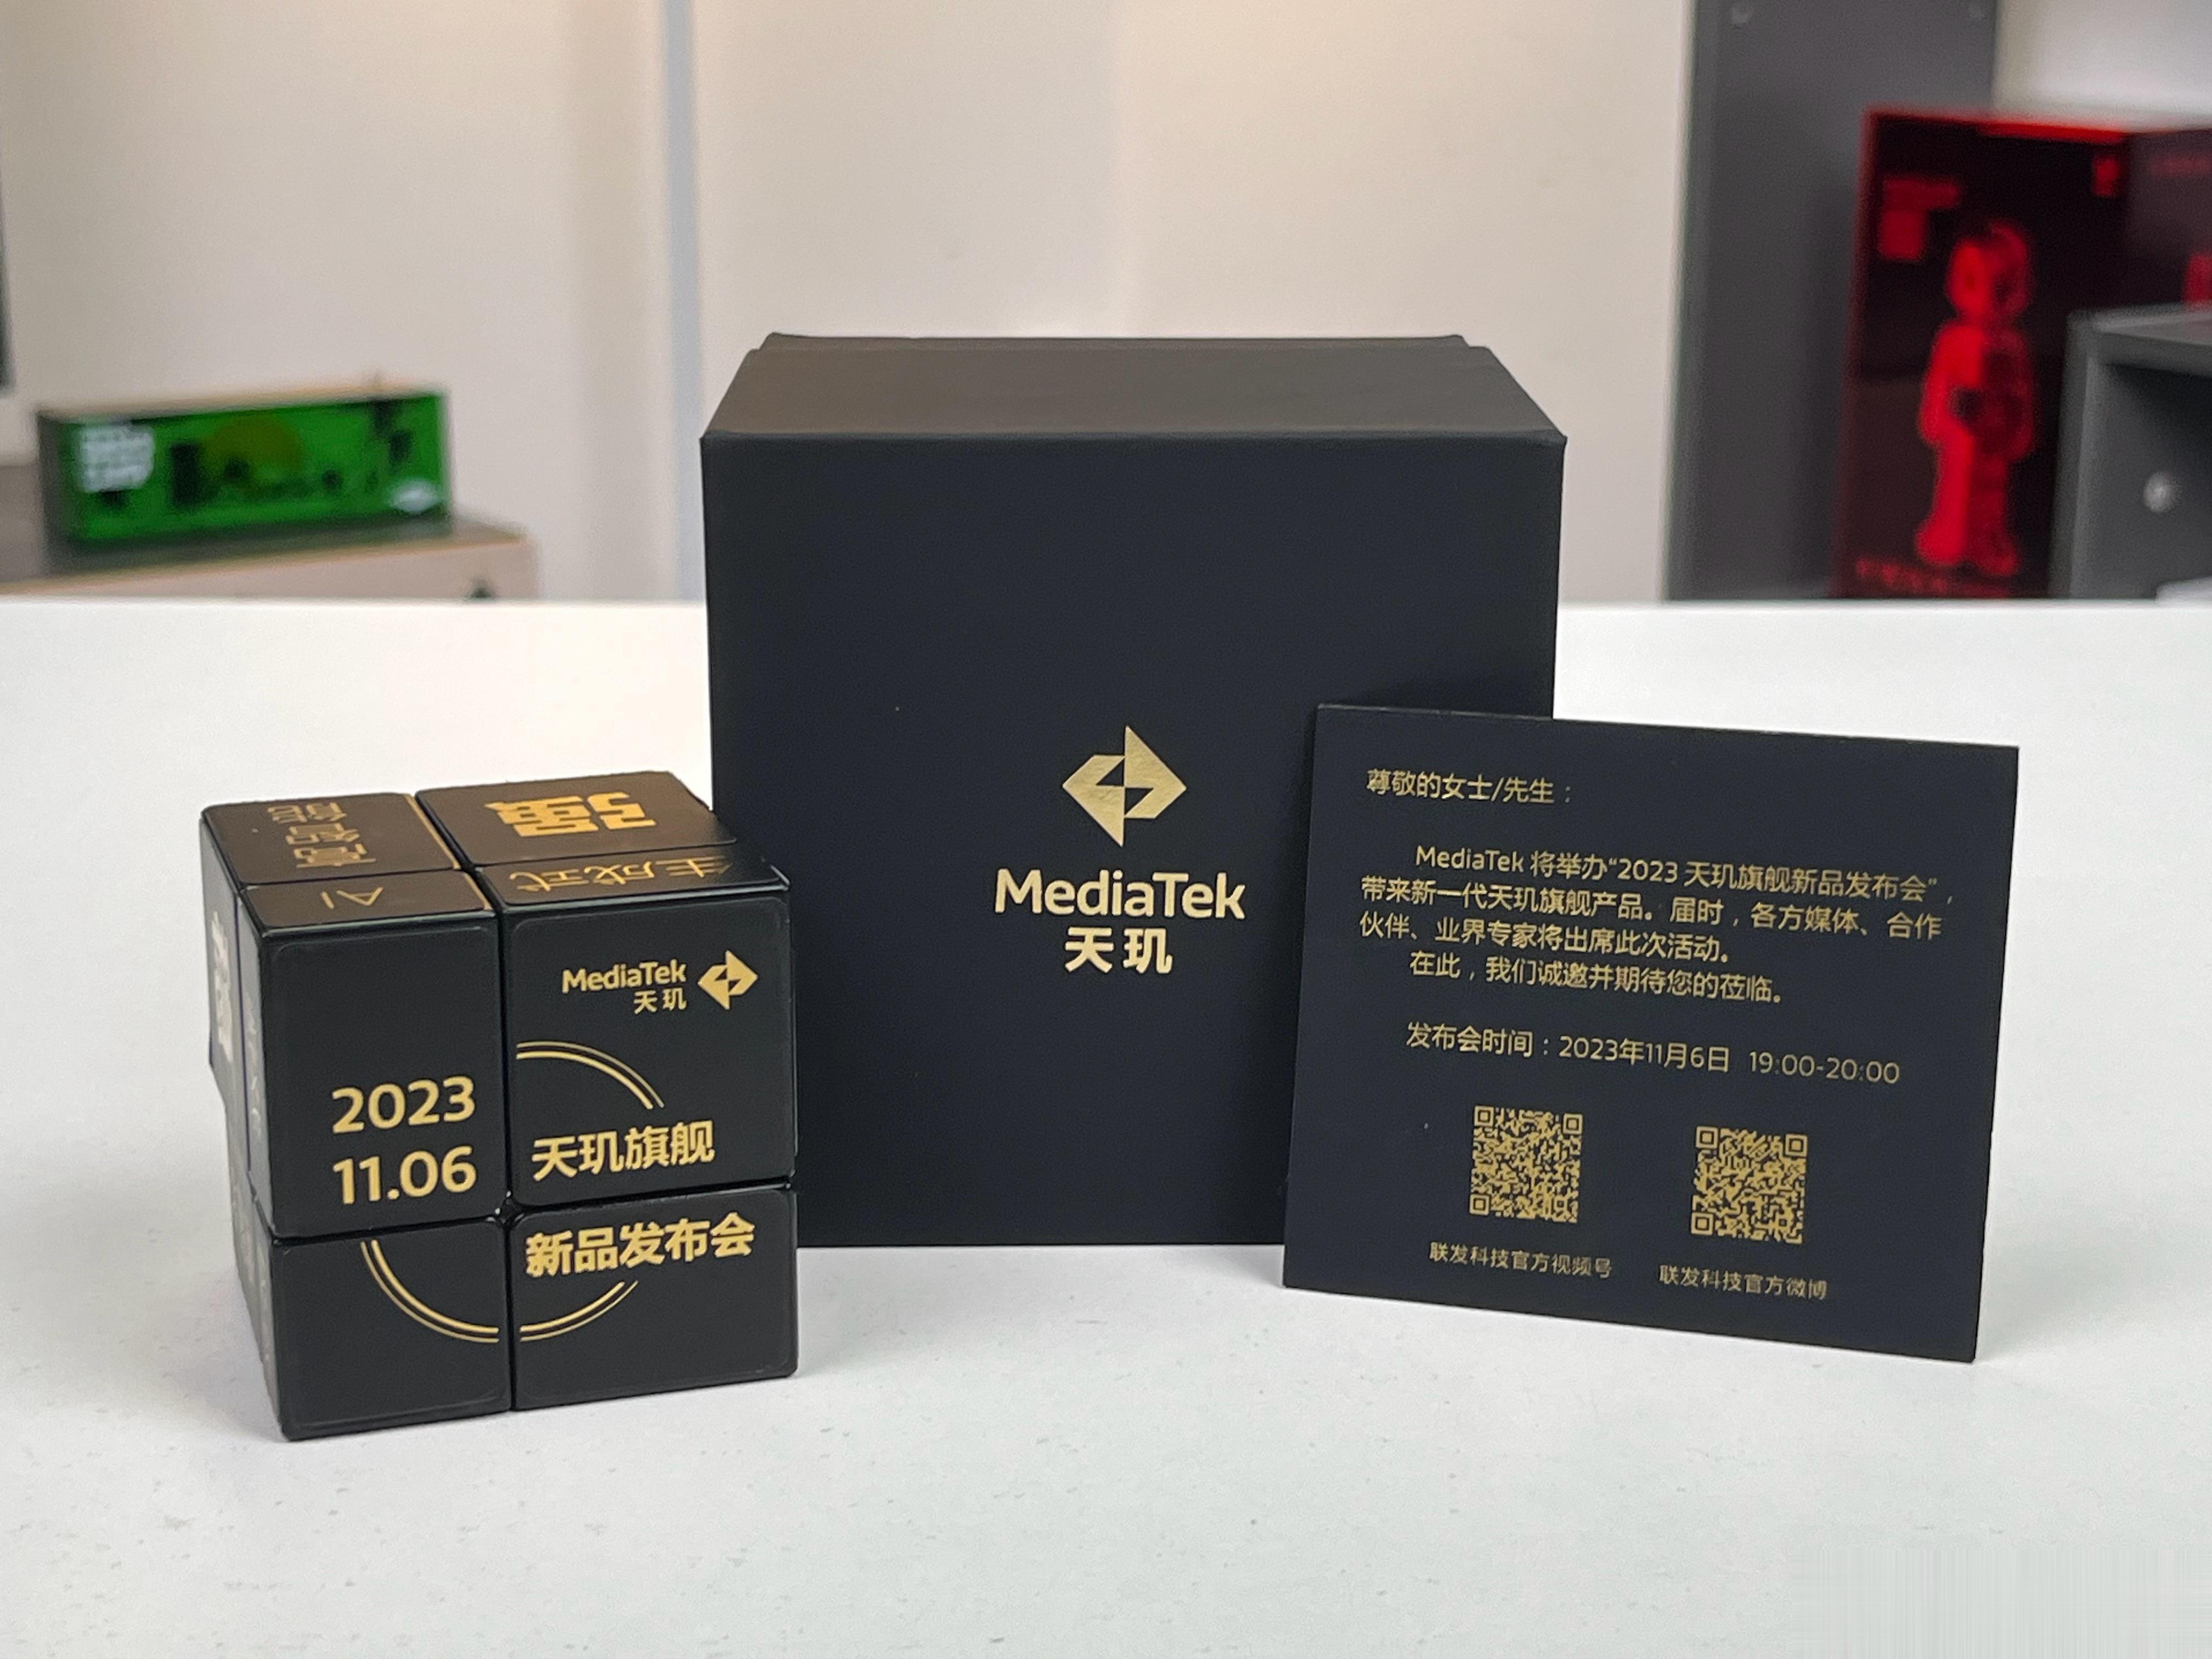 高智能
强
AI
生成式
MediaTek
天玑
2023
11.06
天玑旗舰
新品发布会
MediaTek
天玑
尊敬的女士/先生：
MediaTek 将举办“2023 天玑旗舰新品发布会”，
带来新一代天玑旗舰产品。届时，各方媒体、合作
伙伴、业界专家将出席此次活动。
在此，我们诚邀并期待您的莅临。
发布会时间：2023年11月6日 19:00-20:00
联发科技官方视频号
联发科技官方微博